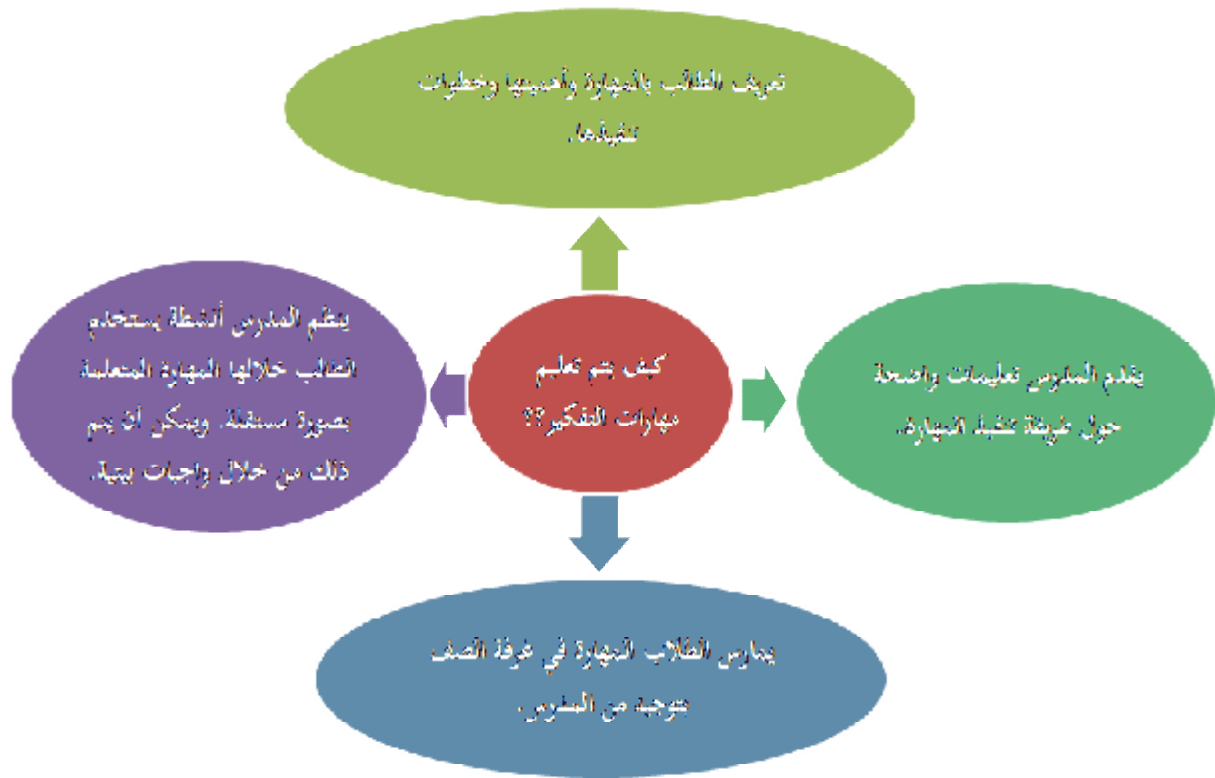 تعريف الطالب بالمهارة وأهميتها وخطوات
تنفيذها.
كيف يتم تعليم
مهارات التفكير؟؟
يقدم المدرس تعليمات واضحة
حول طريقة تنفيذ المهارة.
يمارس الطلاب المهارة في غرفة الصف
بتوجيه من المدرس.
ينظم المدرس أنشطة يستخدم
الطالب خلالها المهارة المتعلمة
بصورة مستقلة. ويمكن أن يتم
ذلك من خلال واجبات بيتية.